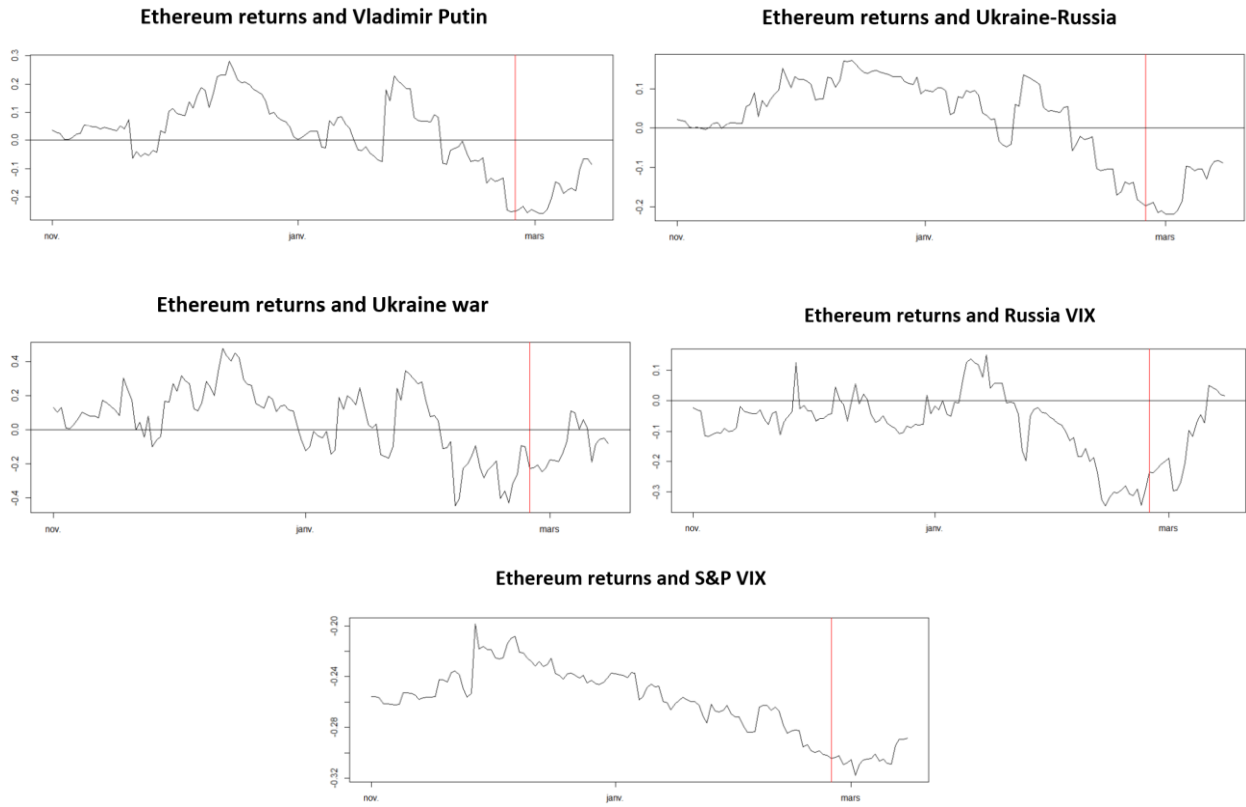 Ethereum returns and Vladimir Putin
0.3
0.2
0.1
0.0
-0.1
-0.2
nov.
janv.
mars
Ethereum returns and Ukraine-Russia
0.1
0.0
-0.1
-0.2
nov.
janv.
mars
Ethereum returns and Ukraine war
0.4
0.2
0.0
-0.2
-0.4
nov.
janv.
mars
Ethereum returns and Russia VIX
0.1
0.0
-0.1
-0.2
-0.3
nov.
janv.
mars
Ethereum returns and S&P VIX
-0.20
-0.24
-0.28
-0.32
nov.
janv.
mars